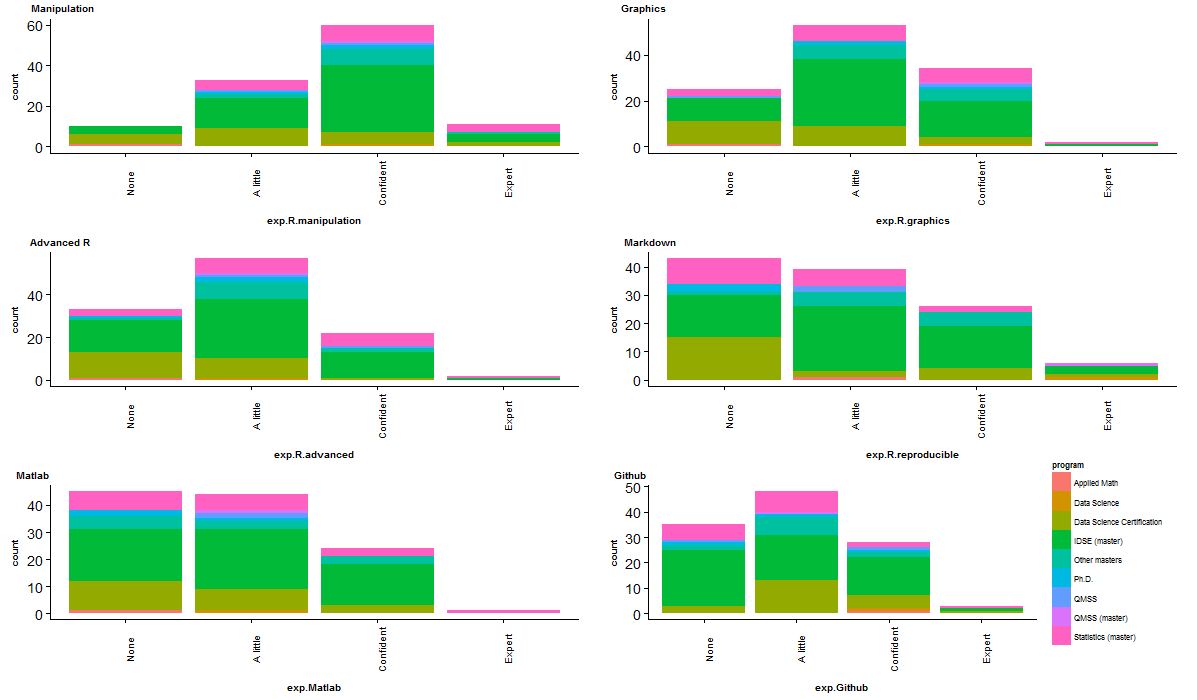 Manipulation
60
40
20
0
count
None
A little
Confident
Expert
exp.R.manipulation
Graphics
40
20
0
count
None
A little
Confident
Expert
exp.R.graphics
Advanced R
40
20
0
count
None
A little
Confident
Expert
exp.R.advanced
Markdown
40
30
20
10
0
count
None
A little
Confident
Expert
exp.R.reproducible
Matlab
40
30
20
10
0
count
None
A little
Confident
Expert
exp.Matlab
Github
50
40
30
20
10
0
count
None
A little
Confident
Expert
exp.Github
program
Applied Math
Data Science
Data Science Certification
IDSE (master)
Other masters
Ph.D.
QMSS
QMSS (master)
Statistics (master)